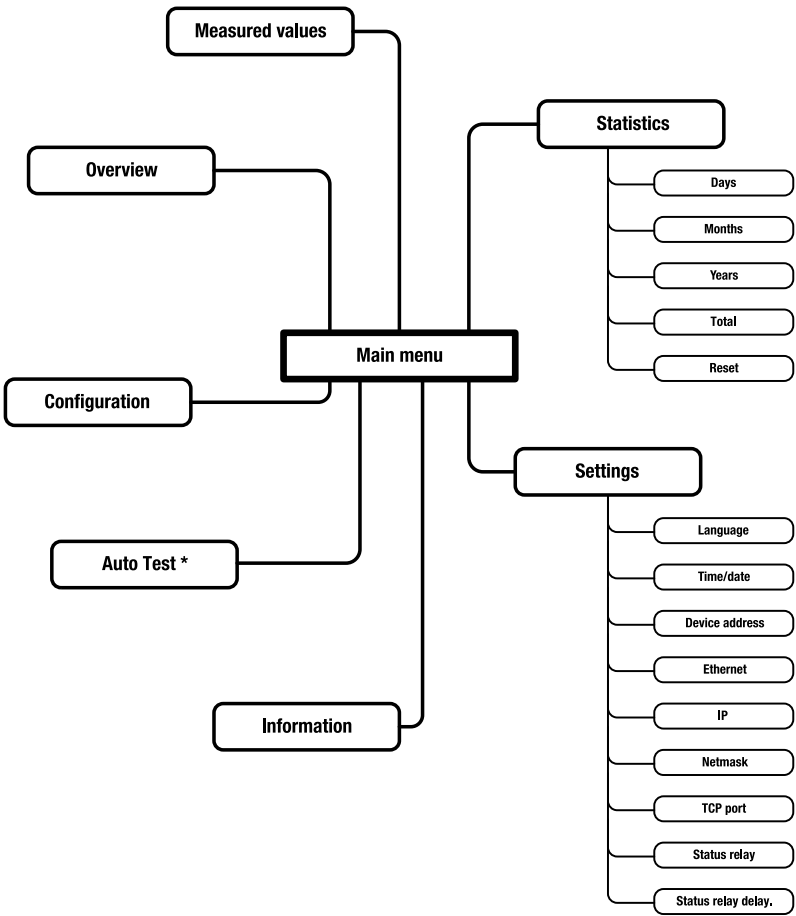 Measured values
Statistics
Overview
Days
Months
Years
Total
Main menu
Reset
Configuration
Settings
Language
Auto Test *
Time/date
Device address
Ethernet
Information
IP
Netmask
TCP port
Status relay
Status relay delay.